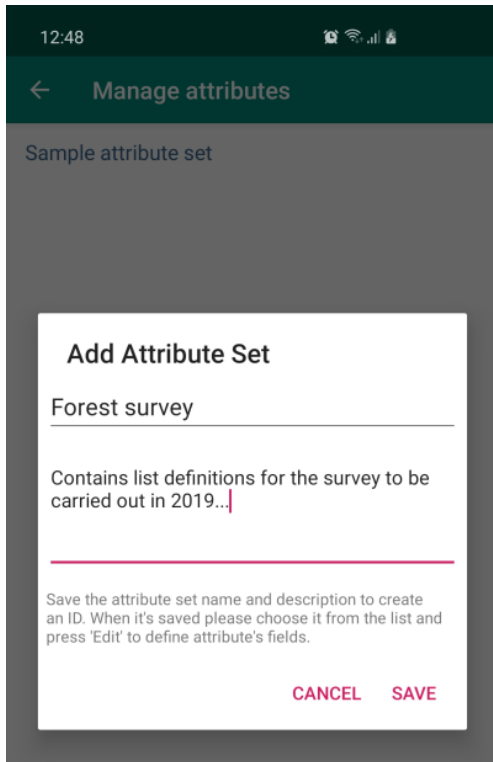 12:48
Manage attributes
Sample attribute set
Add Attribute Set
Forest survey
Contains list definitions for the survey to be
carried out in 2019...
Save the attribute set name and description to create
an ID. When it's saved please choose it from the list and
press 'Edit' to define attribute's fields.
CANCEL SAVE